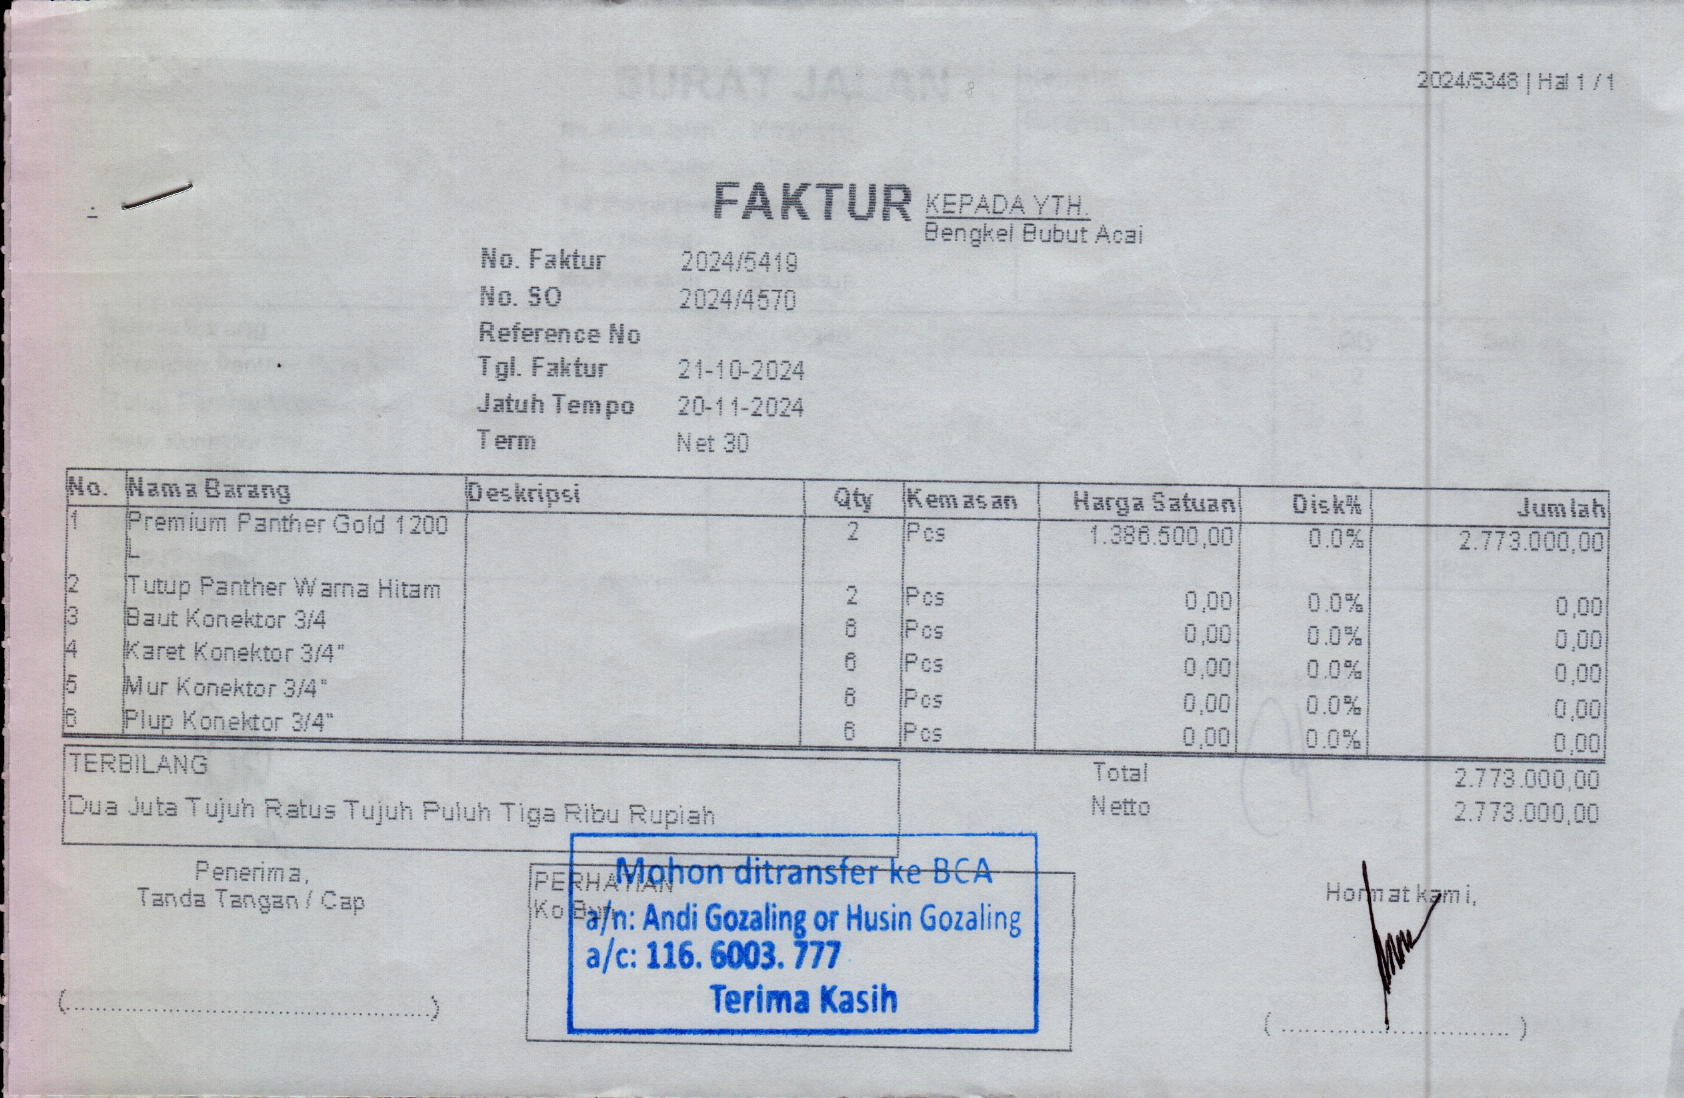 2024/5348 | Hal 1 / 1
FAKTUR
KEPADA YTH.
Bengkel Bubut Acai
No. Faktur 2024/5419
No. SO 2024/4570
Reference No
Tgl. Faktur 21-10-2024
Jatuh Tempo 20-11-2024
Term Net 30
No. Nama Barang Deskripsi Qty Kemasan Harga Satuan Disk% Jumlah
1 Premium Panther Gold 1200 2 Pcs 1.386.500,00 0.0% 2.773.000,00
L
2 Tutup Panther Warna Hitam 2 Pcs 0,00 0.0% 0,00
3 Baut Konektor 3/4 6 Pcs 0,00 0.0% 0,00
4 Karet Konektor 3/4" 6 Pcs 0,00 0.0% 0,00
5 Mur Konektor 3/4" 6 Pcs 0,00 0.0% 0,00
6 Plup Konektor 3/4" 6 Pcs 0,00 0.0% 0,00
TERBILANG
Dua Juta Tujuh Ratus Tujuh Puluh Tiga Ribu Rupiah
Total 2.773.000,00
Netto 2.773.000,00
Penerima,
Tanda Tangan / Cap
PERHATIAN
Ko
Mohon ditransfer ke BCA
a/n: Andi Gozaling or Husin Gozaling
a/c: 116. 6003. 777
Terima Kasih
Hormat kami,
(....................................................)
(..................................)